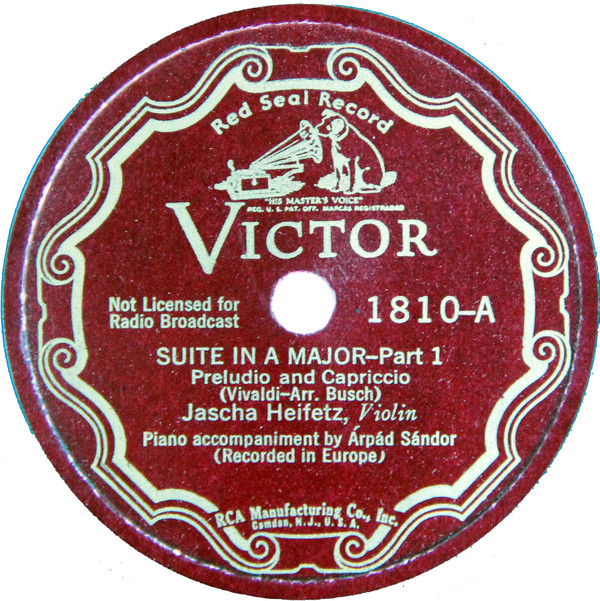 Red Seal Record
"HIS MASTER'S VOICE"
REG. U. S. PAT. OFF. MARCAS REGISTRADAS
VICTOR
Not Licensed for
Radio Broadcast
1810-A
SUITE IN A MAJOR-Part 1
Preludio and Capriccio
(Vivaldi-Arr. Busch)
Jascha Heifetz, Violin
Piano accompaniment by Árpád Sándor
(Recorded in Europe)
RCA Manufacturing Co., Inc.
Camden, N. J., U. S. A.